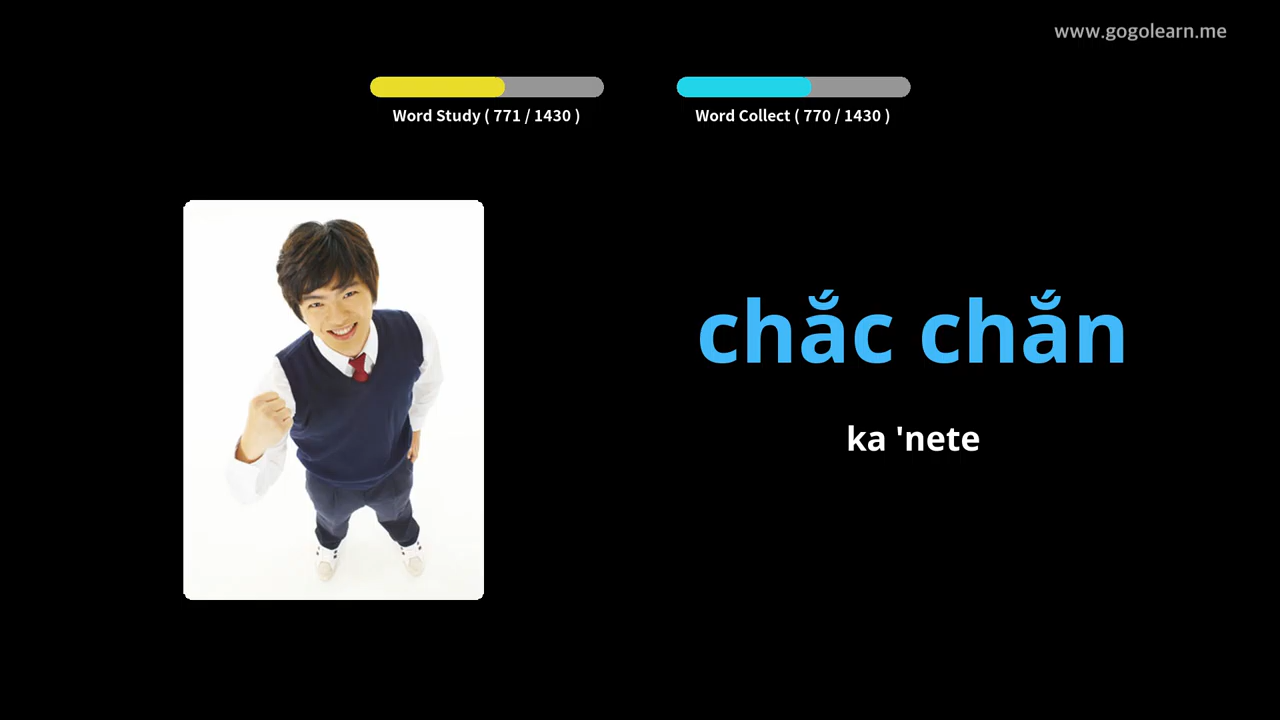 www.gogolearn.me
Word Study ( 771 / 1430 )
Word Collect ( 770 / 1430 )
chắc chắn
ka 'nete